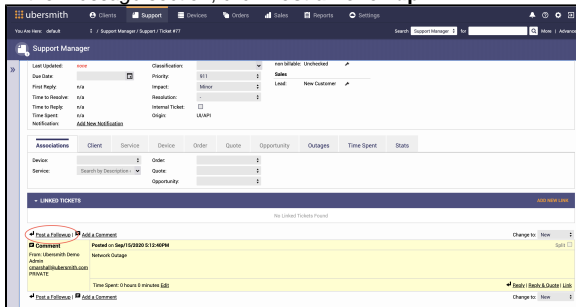 ubersmith Clients Support Devices Orders Sales Reports Settings
You Are Here: default / Support Manager / Support / Ticket #77 Search Support Manager for More | Advanced
Support Manager
Last Updated: none Classification: non billable: Unchecked
Due Date: Priority: 911 Sales
First Reply: n/a Impact: Minor Lead: New Customer
Time to Resolve: n/a Resolution: -
Time to Reply: n/a Internal Ticket:
Time Spent: n/a Origin: UI/API
Notification: Add New Notification
Associations Client Service Device Order Quote Opportunity Outages Time Spent Stats
Device: Order:
Service: Search by Description Quote:
Opportunity:
LINKED TICKETS ADD NEW LINK
No Linked Tickets Found
Post a Followup | Add a Comment Change to: New
Comment Posted on Sep/15/2020 5:12:40PM Split
From: Ubersmith Demo Network Outage
Admin
cmarshall@ubersmith.com
PRIVATE
Time Spent: 0 hours 0 minutes Edit Reply | Reply & Quote | Link
Post a Followup | Add a Comment Change to: New